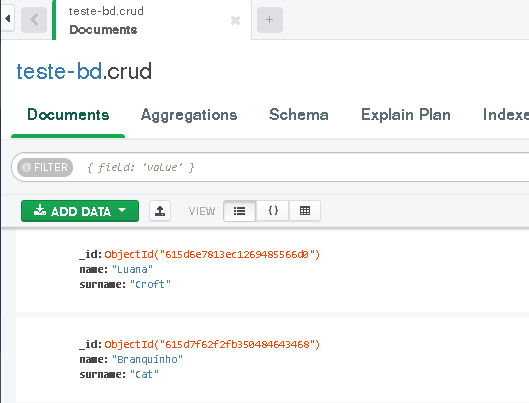 teste-bd.crud
Documents
teste-bd.crud
Documents Aggregations Schema Explain Plan Indexe
FILTER { field: 'value' }
ADD DATA VIEW {}
_id: ObjectId("615d6e7813ec1269485566d0")
name: "Luana"
surname: "Croft"
_id: ObjectId("615d7f62f2fb350484643468")
name: "Branquinho"
surname: "Cat"